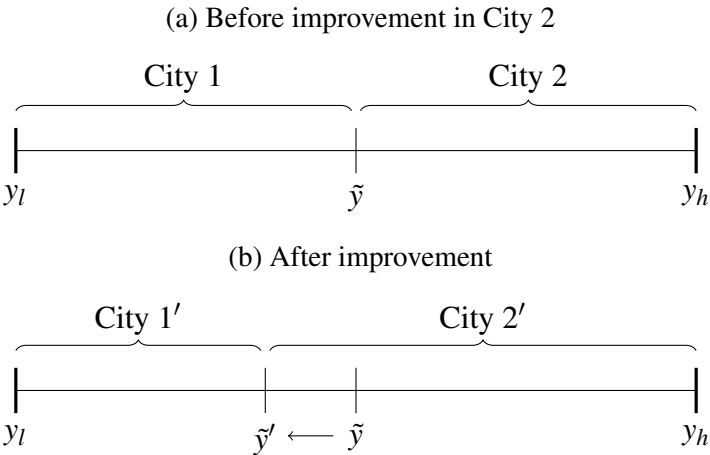 (a) Before improvement in City 2
City 1 City 2
y_l ỹ y_h
(b) After improvement
City 1′ City 2′
y_l ỹ′ ← ỹ y_h